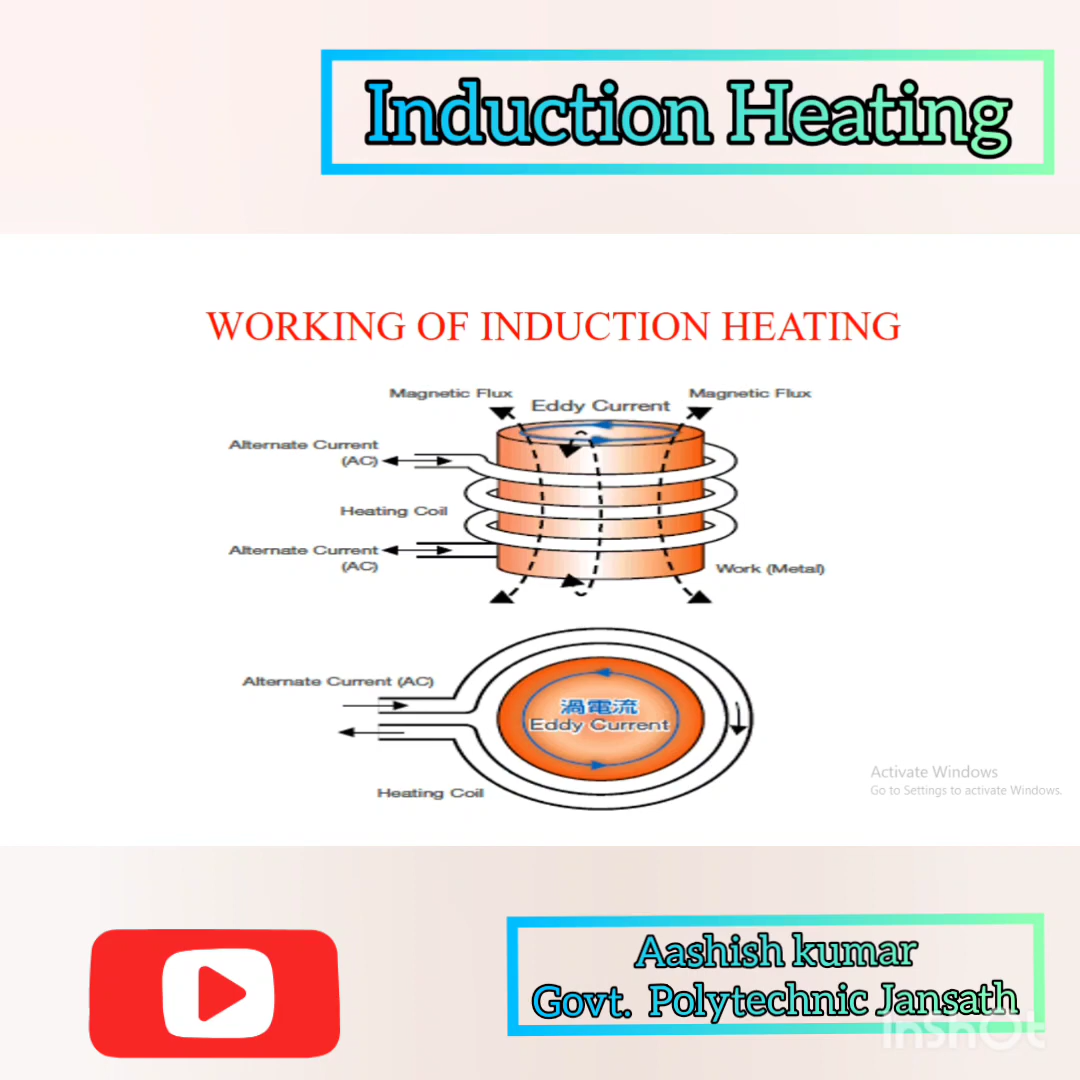 Induction Heating
WORKING OF INDUCTION HEATING
Magnetic Flux
Eddy Current
Magnetic Flux
Alternate Current
(AC)
Heating Coil
Alternate Current
(AC)
Work (Metal)
Alternate Current (AC)
渦電流
Eddy Current
Heating Coil
Activate Windows
Go to Settings to activate Windows.
Aashish kumar
Govt. Polytechnic Jansath
InShOt